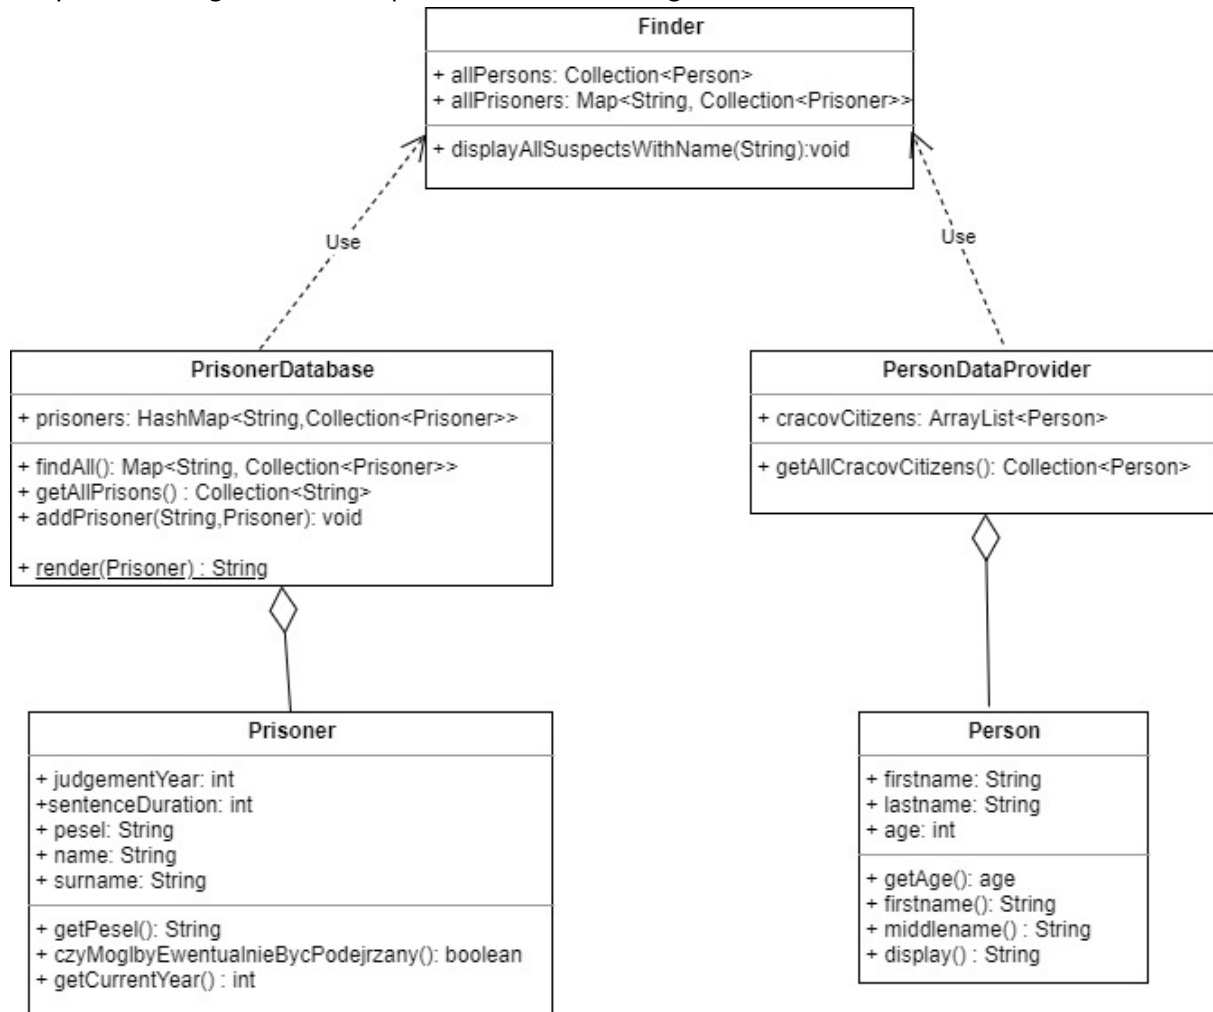 Finder
+ allPersons: Collection<Person>
+ allPrisoners: Map<String, Collection<Prisoner>>
+ displayAllSuspectsWithName(String):void
Use
Use
PrisonerDatabase
+ prisoners: HashMap<String,Collection<Prisoner>>
+ findAll(): Map<String, Collection<Prisoner>>
+ getAllPrisons() : Collection<String>
+ addPrisoner(String,Prisoner): void
+ render(Prisoner) : String
PersonDataProvider
+ cracovCitizens: ArrayList<Person>
+ getAllCracovCitizens(): Collection<Person>
Prisoner
+ judgementYear: int
+sentenceDuration: int
+ pesel: String
+ name: String
+ surname: String
+ getPesel(): String
+ czyMoglbyEwentualnieBycPodejrzany(): boolean
+ getCurrentYear() : int
Person
+ firstname: String
+ lastname: String
+ age: int
+ getAge(): age
+ firstname(): String
+ middlename() : String
+ display() : String